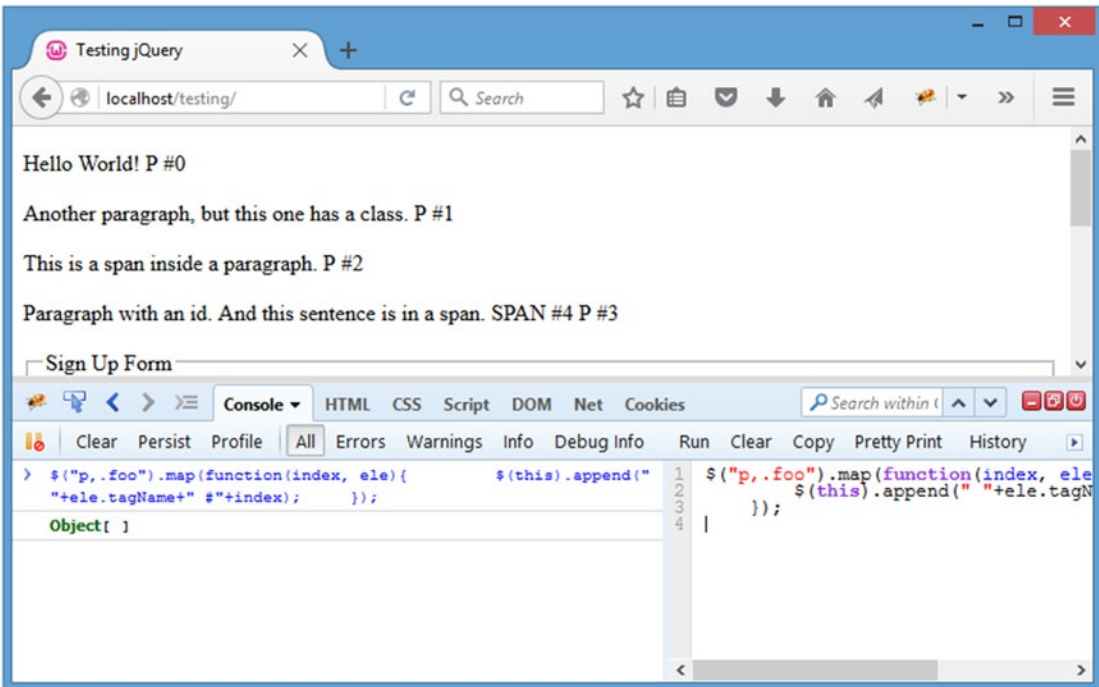 Testing jQuery
localhost/testing/
Search
Hello World! P #0
Another paragraph, but this one has a class. P #1
This is a span inside a paragraph. P #2
Paragraph with an id. And this sentence is in a span. SPAN #4 P #3
Sign Up Form
Console HTML CSS Script DOM Net Cookies
Search within (
Clear Persist Profile All Errors Warnings Info Debug Info
Run Clear Copy Pretty Print History
$("p,.foo").map(function(index, ele){ $(this).append("
"+ele.tagName+" #"+index); });
Object[ ]
1 $("p,.foo").map(function(index, ele
2 $(this).append(" "+ele.tagN
3 });
4